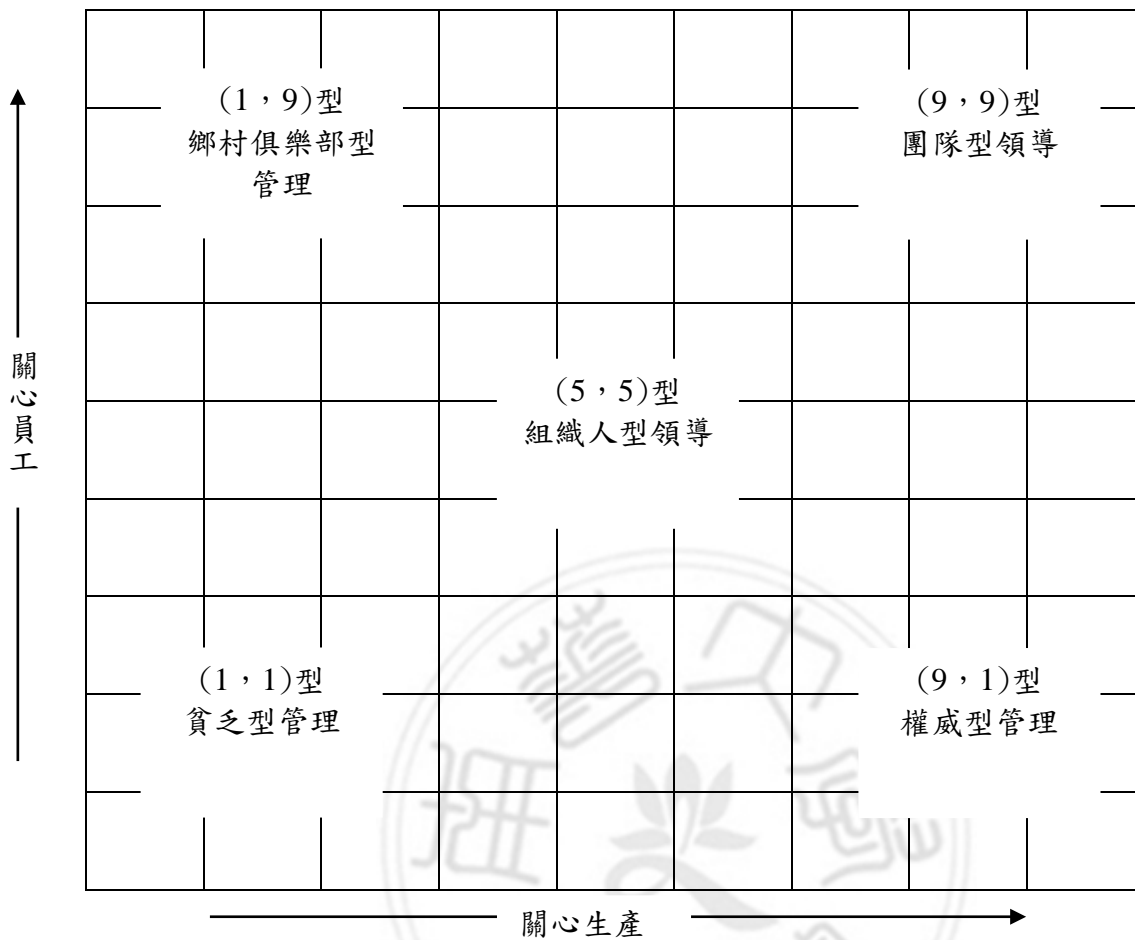 (1，9)型
鄉村俱樂部型
管理
(9，9)型
團隊型領導
關心員工
(5，5)型
組織人型領導
(1，1)型
貧乏型管理
(9，1)型
權威型管理
關心生產